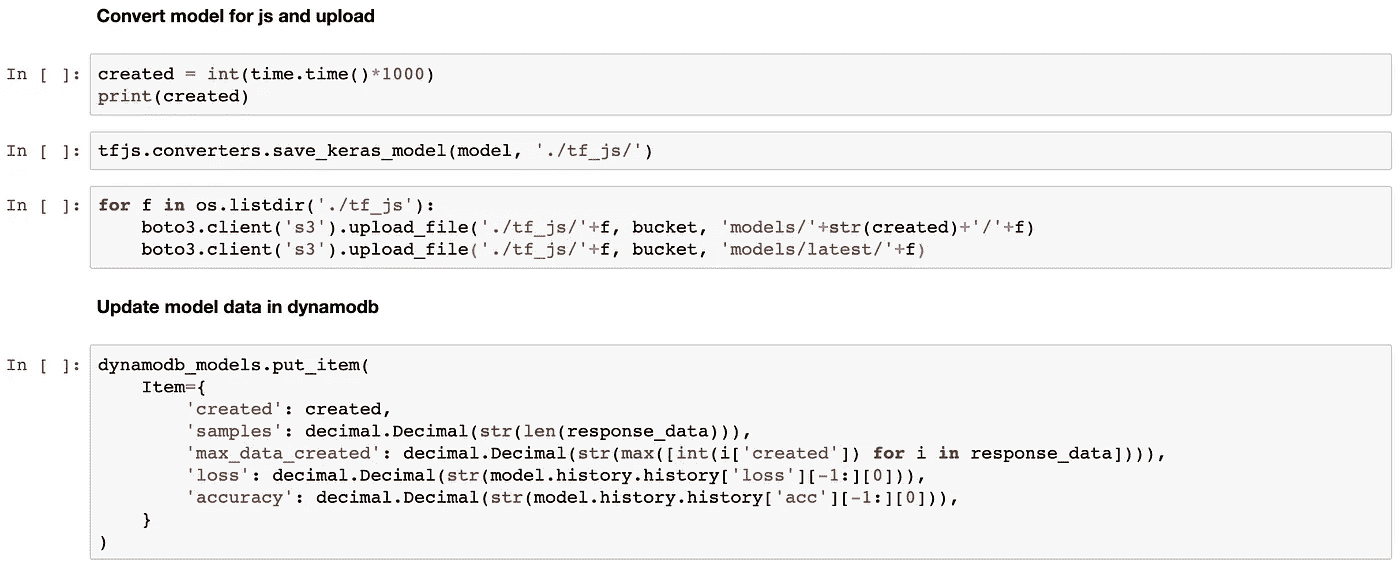 Convert model for js and upload
In [ ]: created = int(time.time()*1000)
print(created)
In [ ]: tfjs.converters.save_keras_model(model, './tf_js/')
In [ ]: for f in os.listdir('./tf_js'):
    boto3.client('s3').upload_file('./tf_js/'+f, bucket, 'models/'+str(created)+'/'+f)
    boto3.client('s3').upload_file('./tf_js/'+f, bucket, 'models/latest/'+f)
Update model data in dynamodb
In [ ]: dynamodb_models.put_item(
    Item={
        'created': created,
        'samples': decimal.Decimal(str(len(response_data))),
        'max_data_created': decimal.Decimal(str(max([int(i['created']) for i in response_data]))),
        'loss': decimal.Decimal(str(model.history.history['loss'][-1:][0])),
        'accuracy': decimal.Decimal(str(model.history.history['acc'][-1:][0])),
    }
)